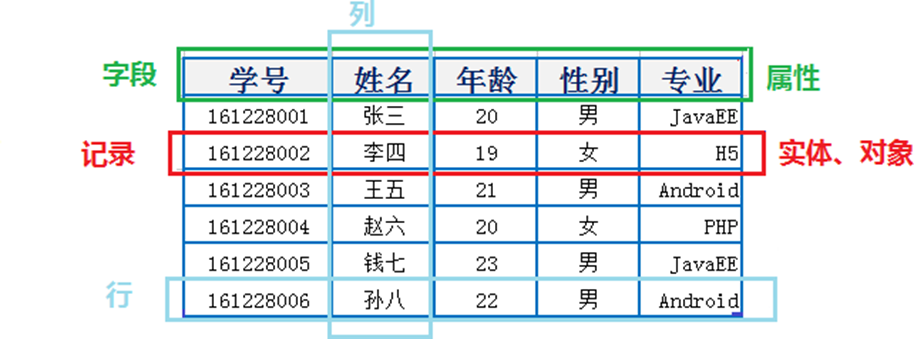 列
字段 学号 姓名 年龄 性别 专业 属性
161228001 张三 20 男 JavaEE
记录 161228002 李四 19 女 H5 实体、对象
161228003 王五 21 男 Android
161228004 赵六 20 女 PHP
161228005 钱七 23 男 JavaEE
行 161228006 孙八 22 男 Android